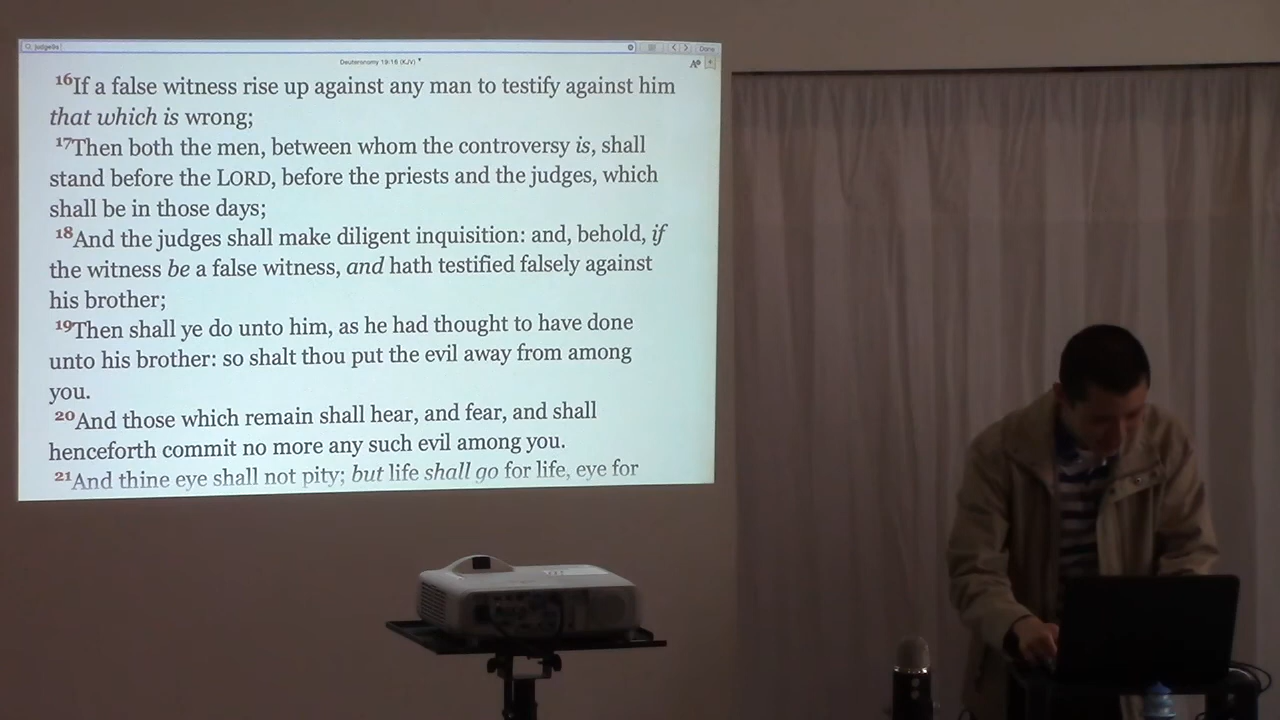 Done
Deuteronomy 19:16 (KJV)
16If a false witness rise up against any man to testify against him
that which is wrong;
17Then both the men, between whom the controversy is, shall
stand before the LORD, before the priests and the judges, which
shall be in those days;
18And the judges shall make diligent inquisition: and, behold, if
the witness be a false witness, and hath testified falsely against
his brother;
19Then shall ye do unto him, as he had thought to have done
unto his brother: so shalt thou put the evil away from among
you.
20And those which remain shall hear, and fear, and shall
henceforth commit no more any such evil among you.
21And thine eye shall not pity; but life shall go for life, eye for